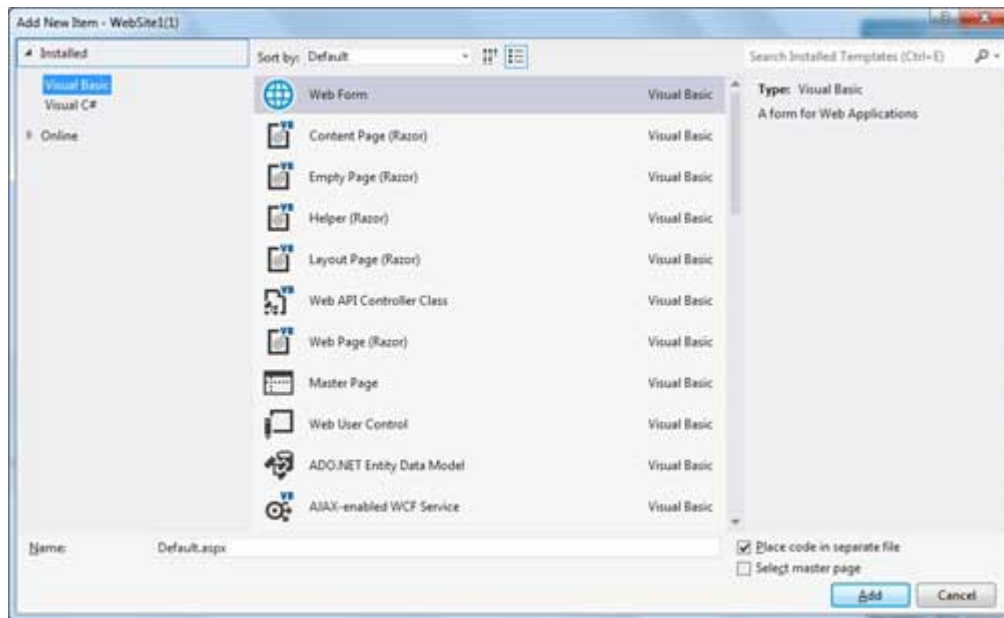 Add New Item - WebSite1(1)
Installed
Sort by: Default
Search Installed Templates (Ctrl+E)
Visual Basic
Visual C#
Online
Web Form Visual Basic
Content Page (Razor) Visual Basic
Empty Page (Razor) Visual Basic
Helper (Razor) Visual Basic
Layout Page (Razor) Visual Basic
Web API Controller Class Visual Basic
Web Page (Razor) Visual Basic
Master Page Visual Basic
Web User Control Visual Basic
ADO.NET Entity Data Model Visual Basic
AJAX-enabled WCF Service Visual Basic
Type: Visual Basic
A form for Web Applications
Name: Default.aspx
Place code in separate file
Select master page
Add Cancel